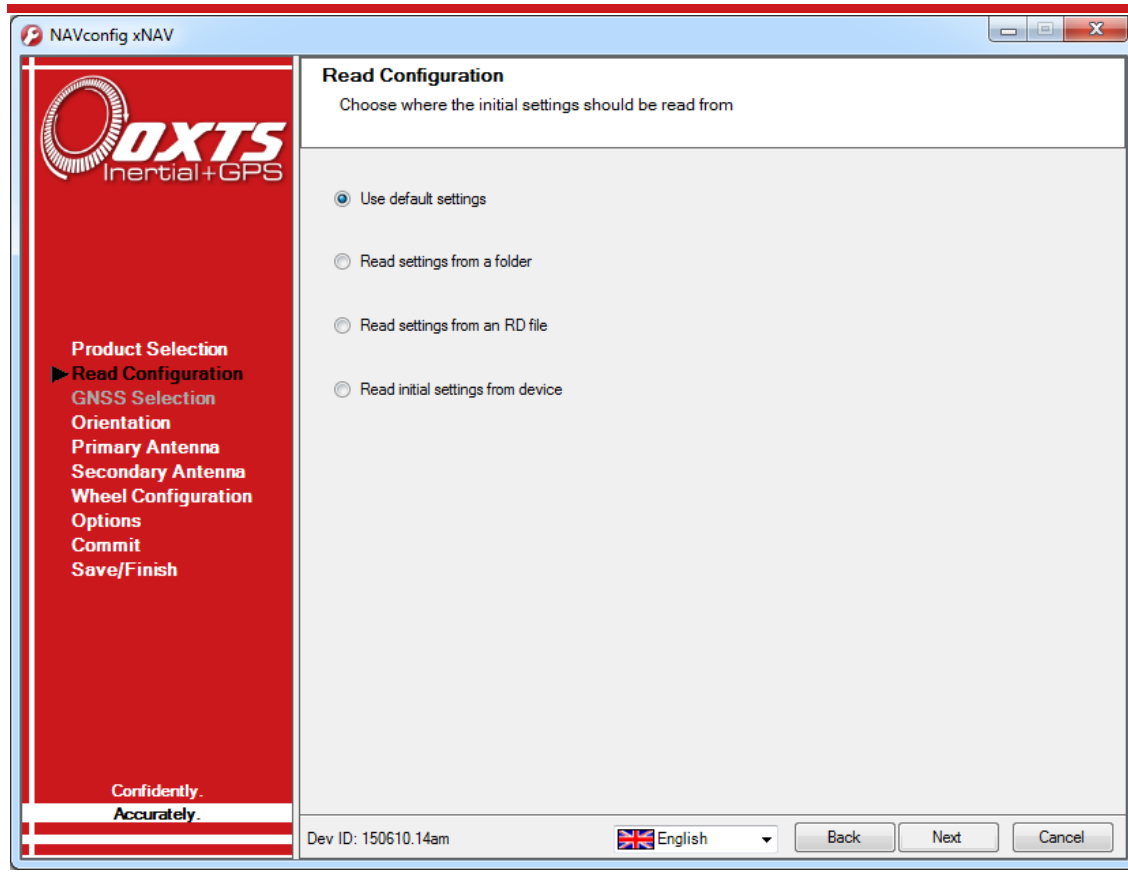 NAVconfig xNAV
OXTS
Inertial+GPS
Read Configuration
Choose where the initial settings should be read from
Use default settings
Read settings from a folder
Read settings from an RD file
Read initial settings from device
Product Selection
Read Configuration
GNSS Selection
Orientation
Primary Antenna
Secondary Antenna
Wheel Configuration
Options
Commit
Save/Finish
Confidently.
Accurately.
Dev ID: 150610.14am
English
Back
Next
Cancel